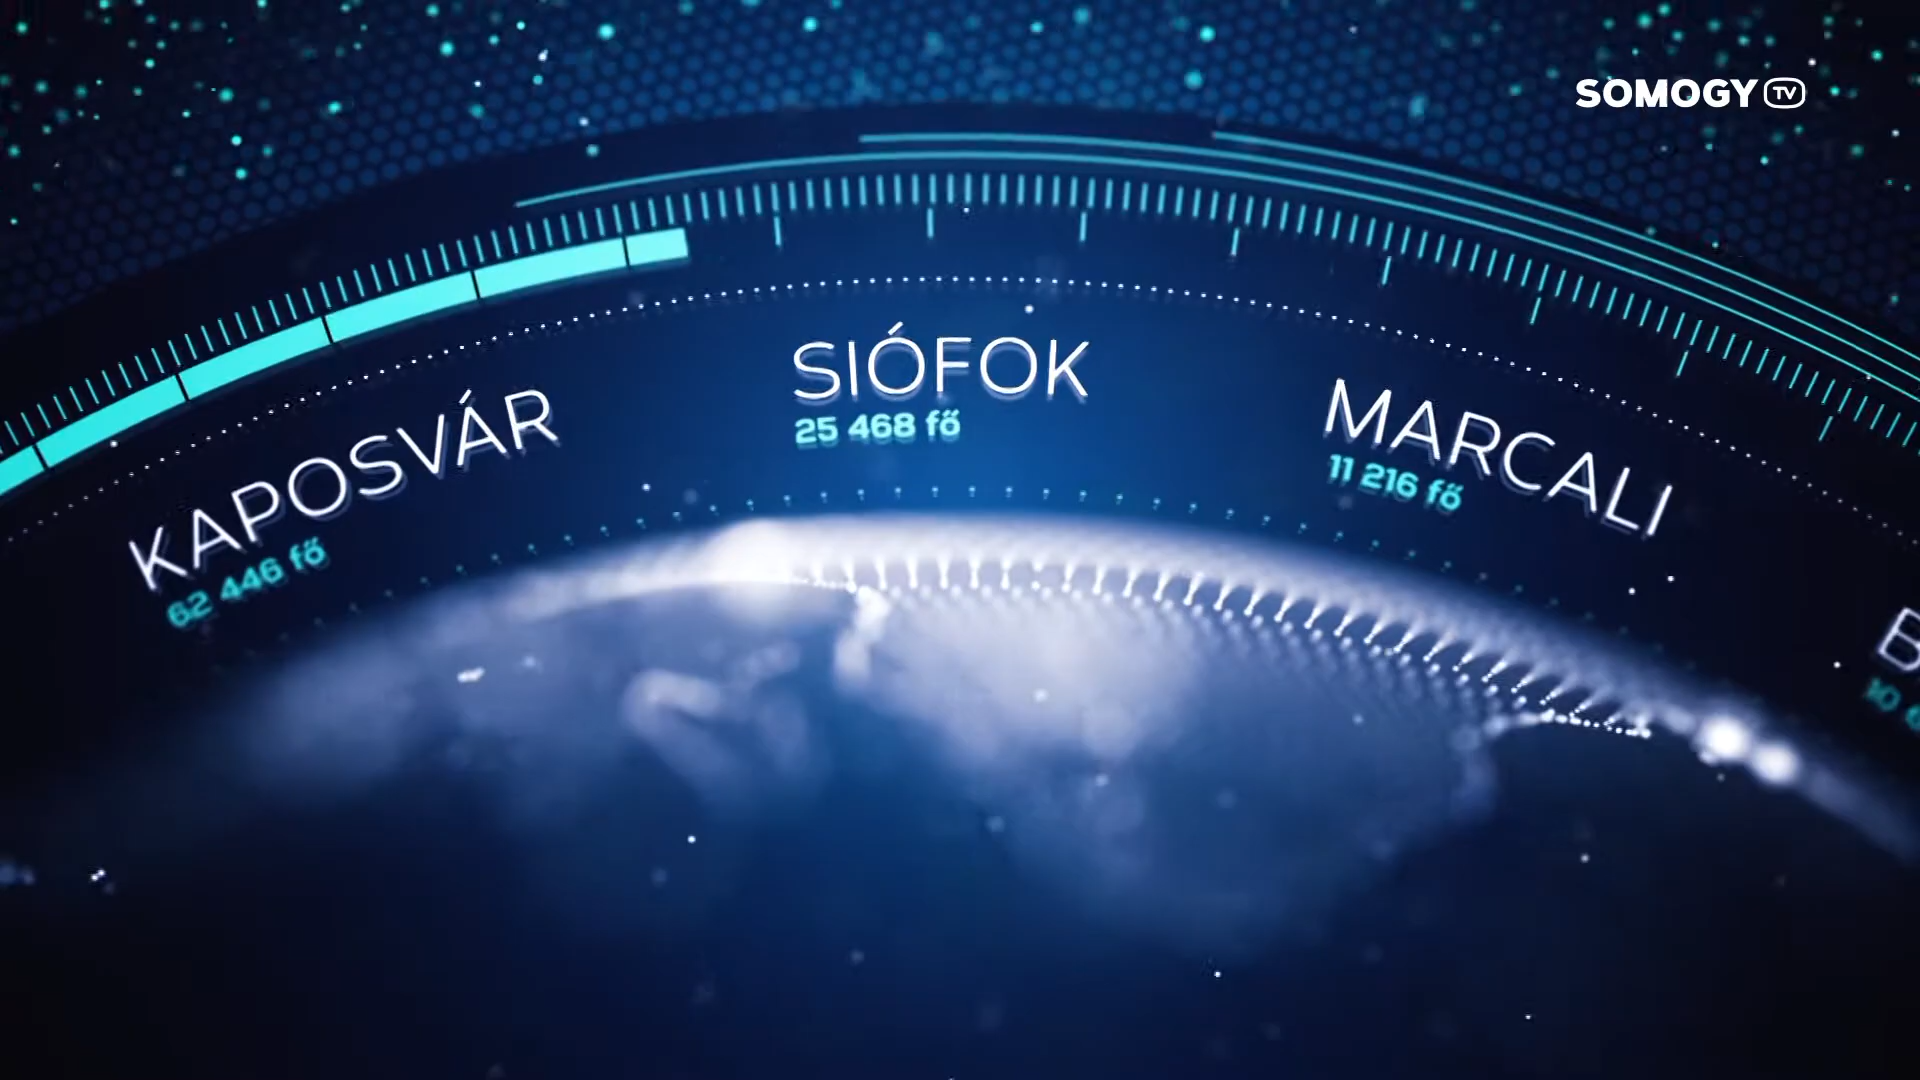 SOMOGY TV
KAPOSVÁR
62 446 fő
SIÓFOK
25 468 fő
MARCALI
11 216 fő